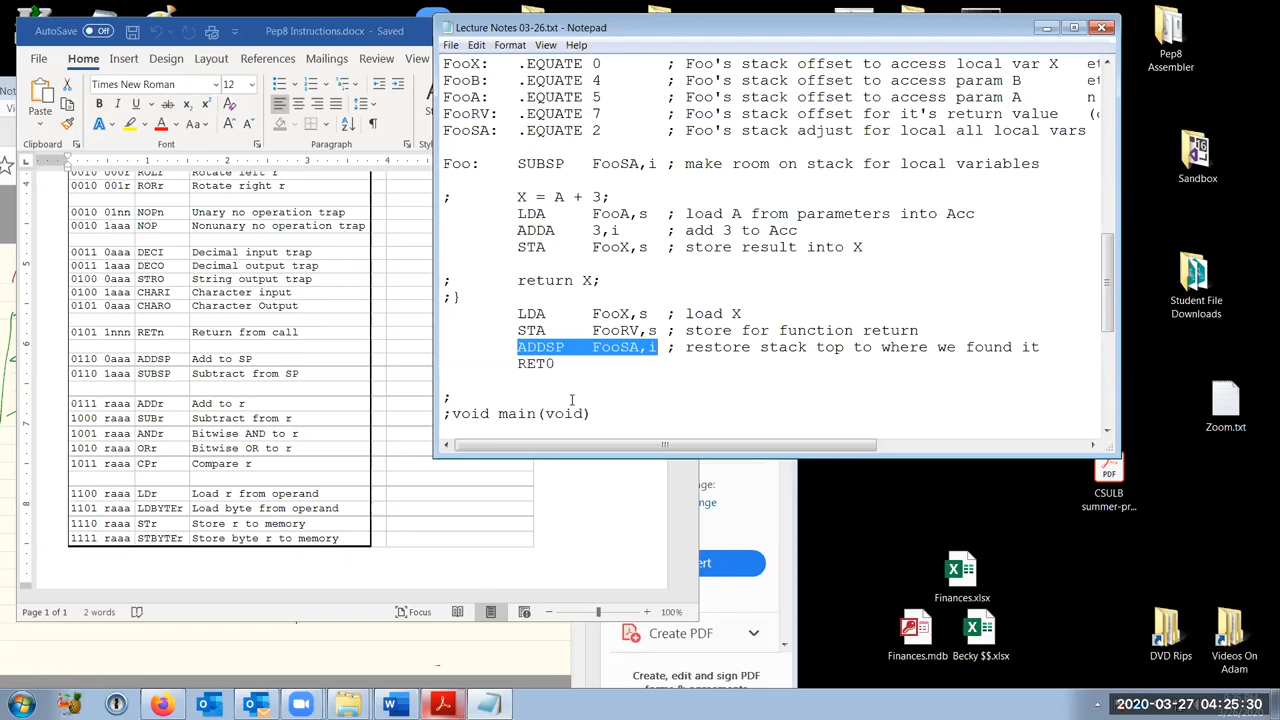 AutoSave Off Pep8 Instructions.docx - Saved
File Home Insert Draw Design Layout References Mailings Review View
Times New Roman 12
Paste
Clipboard Font Paragraph
0010 000r ROLr Rotate left r
0010 001r RORr Rotate right r
0010 01nn NOPn Unary no operation trap
0010 1aaa NOP Nonunary no operation trap
0011 0aaa DECI Decimal input trap
0011 1aaa DECO Decimal output trap
0100 0aaa STRO String output trap
0100 1aaa CHARI Character input
0101 0aaa CHARO Character Output
0101 1nnn RETn Return from call
0110 0aaa ADDSP Add to SP
0110 1aaa SUBSP Subtract from SP
0111 raaa ADDr Add to r
1000 raaa SUBr Subtract from r
1001 raaa ANDr Bitwise AND to r
1010 raaa ORr Bitwise OR to r
1011 raaa CPr Compare r
1100 raaa LDr Load r from operand
1101 raaa LDBYTEr Load byte from operand
1110 raaa STr Store r to memory
1111 raaa STBYTEr Store byte r to memory
Page 1 of 1 2 words Focus 100%
Lecture Notes 03-26.txt - Notepad
File Edit Format View Help
FooX: .EQUATE 0 ; Foo's stack offset to access local var X
FooB: .EQUATE 4 ; Foo's stack offset to access param B
FooA: .EQUATE 5 ; Foo's stack offset to access param A
FooRV: .EQUATE 7 ; Foo's stack offset for it's return value
FooSA: .EQUATE 2 ; Foo's stack adjust for local all local vars
Foo: SUBSP FooSA,i ; make room on stack for local variables
; X = A + 3;
LDA FooA,s ; load A from parameters into Acc
ADDA 3,i ; add 3 to Acc
STA FooX,s ; store result into X
; return X;
;}
LDA FooX,s ; load X
STA FooRV,s ; store for function return
ADDSP FooSA,i ; restore stack top to where we found it
RET0
;
;void main(void)
Create PDF
Create, edit and sign PDF
Pep8
Assembler
Sandbox
Student File
Downloads
Zoom.txt
PDF
CSULB
summer-pr...
Finances.xlsx
Finances.mdb
Becky $$.xlsx
DVD Rips
Videos On
Adam
2020-03-27 04:25:30